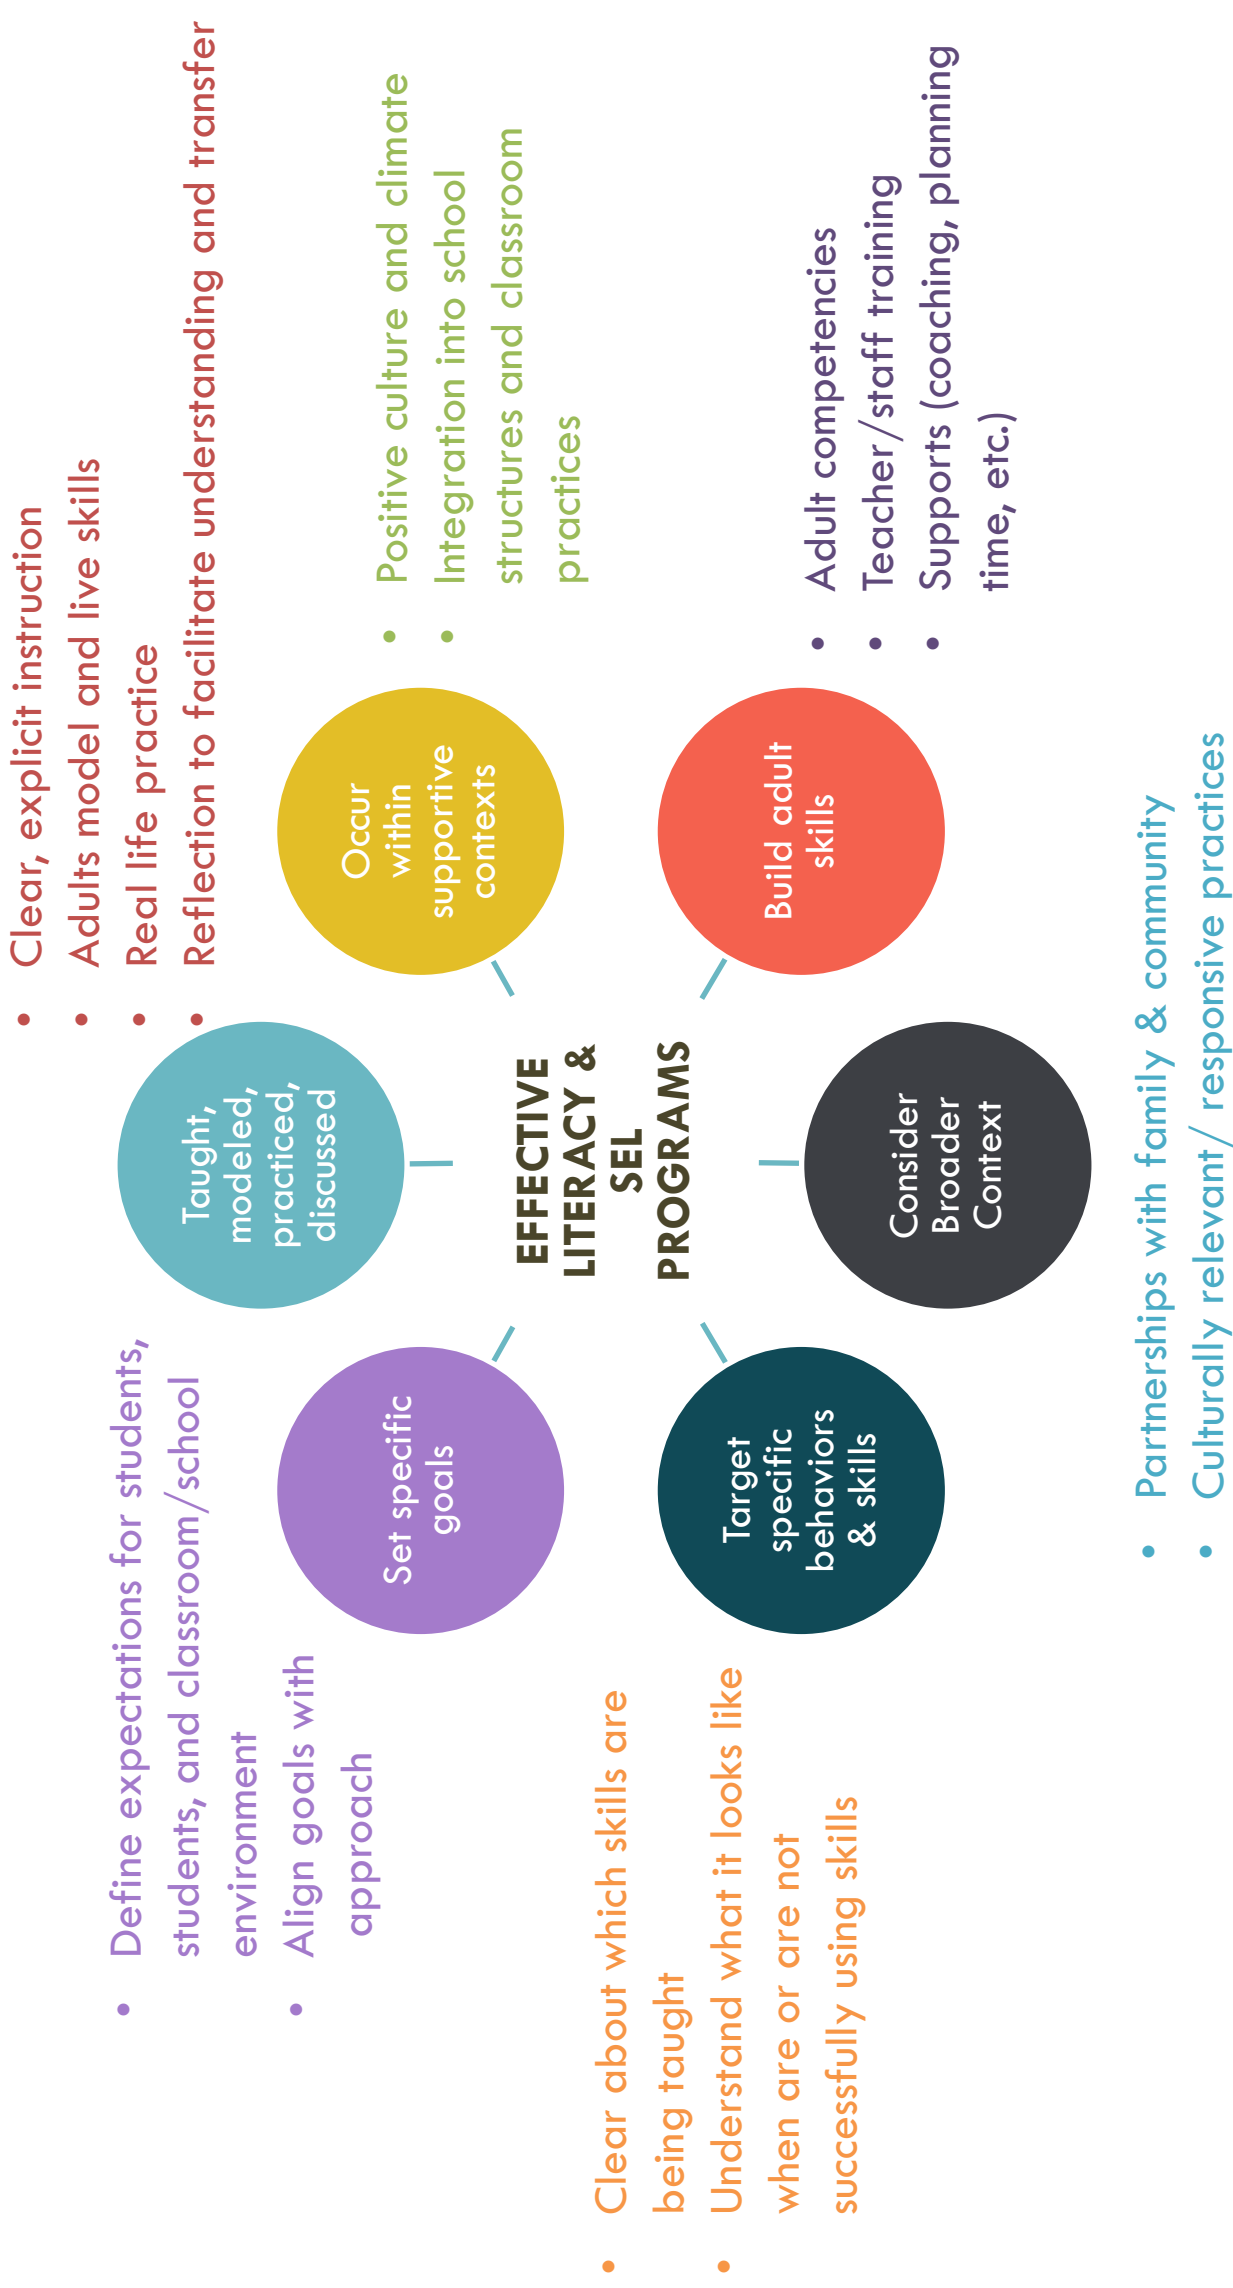 • Clear, explicit instruction
• Adults model and live skills
• Real life practice
• Reflection to facilitate understanding and transfer
Taught,
modeled,
practiced,
discussed
• Positive culture and climate
• Integration into school
structures and classroom
practices
Occur
within
supportive
contexts
• Adult competencies
• Teacher/staff training
• Supports (coaching, planning
time, etc.)
Build adult
skills
• Partnerships with family & community
• Culturally relevant/ responsive practices
Consider
Broader
Context
• Clear about which skills are
being taught
• Understand what it looks like
when are or are not
successfully using skills
Target
specific
behaviors
& skills
• Define expectations for students,
students, and classroom/school
environment
• Align goals with
approach
Set specific
goals
EFFECTIVE
LITERACY &
SEL
PROGRAMS